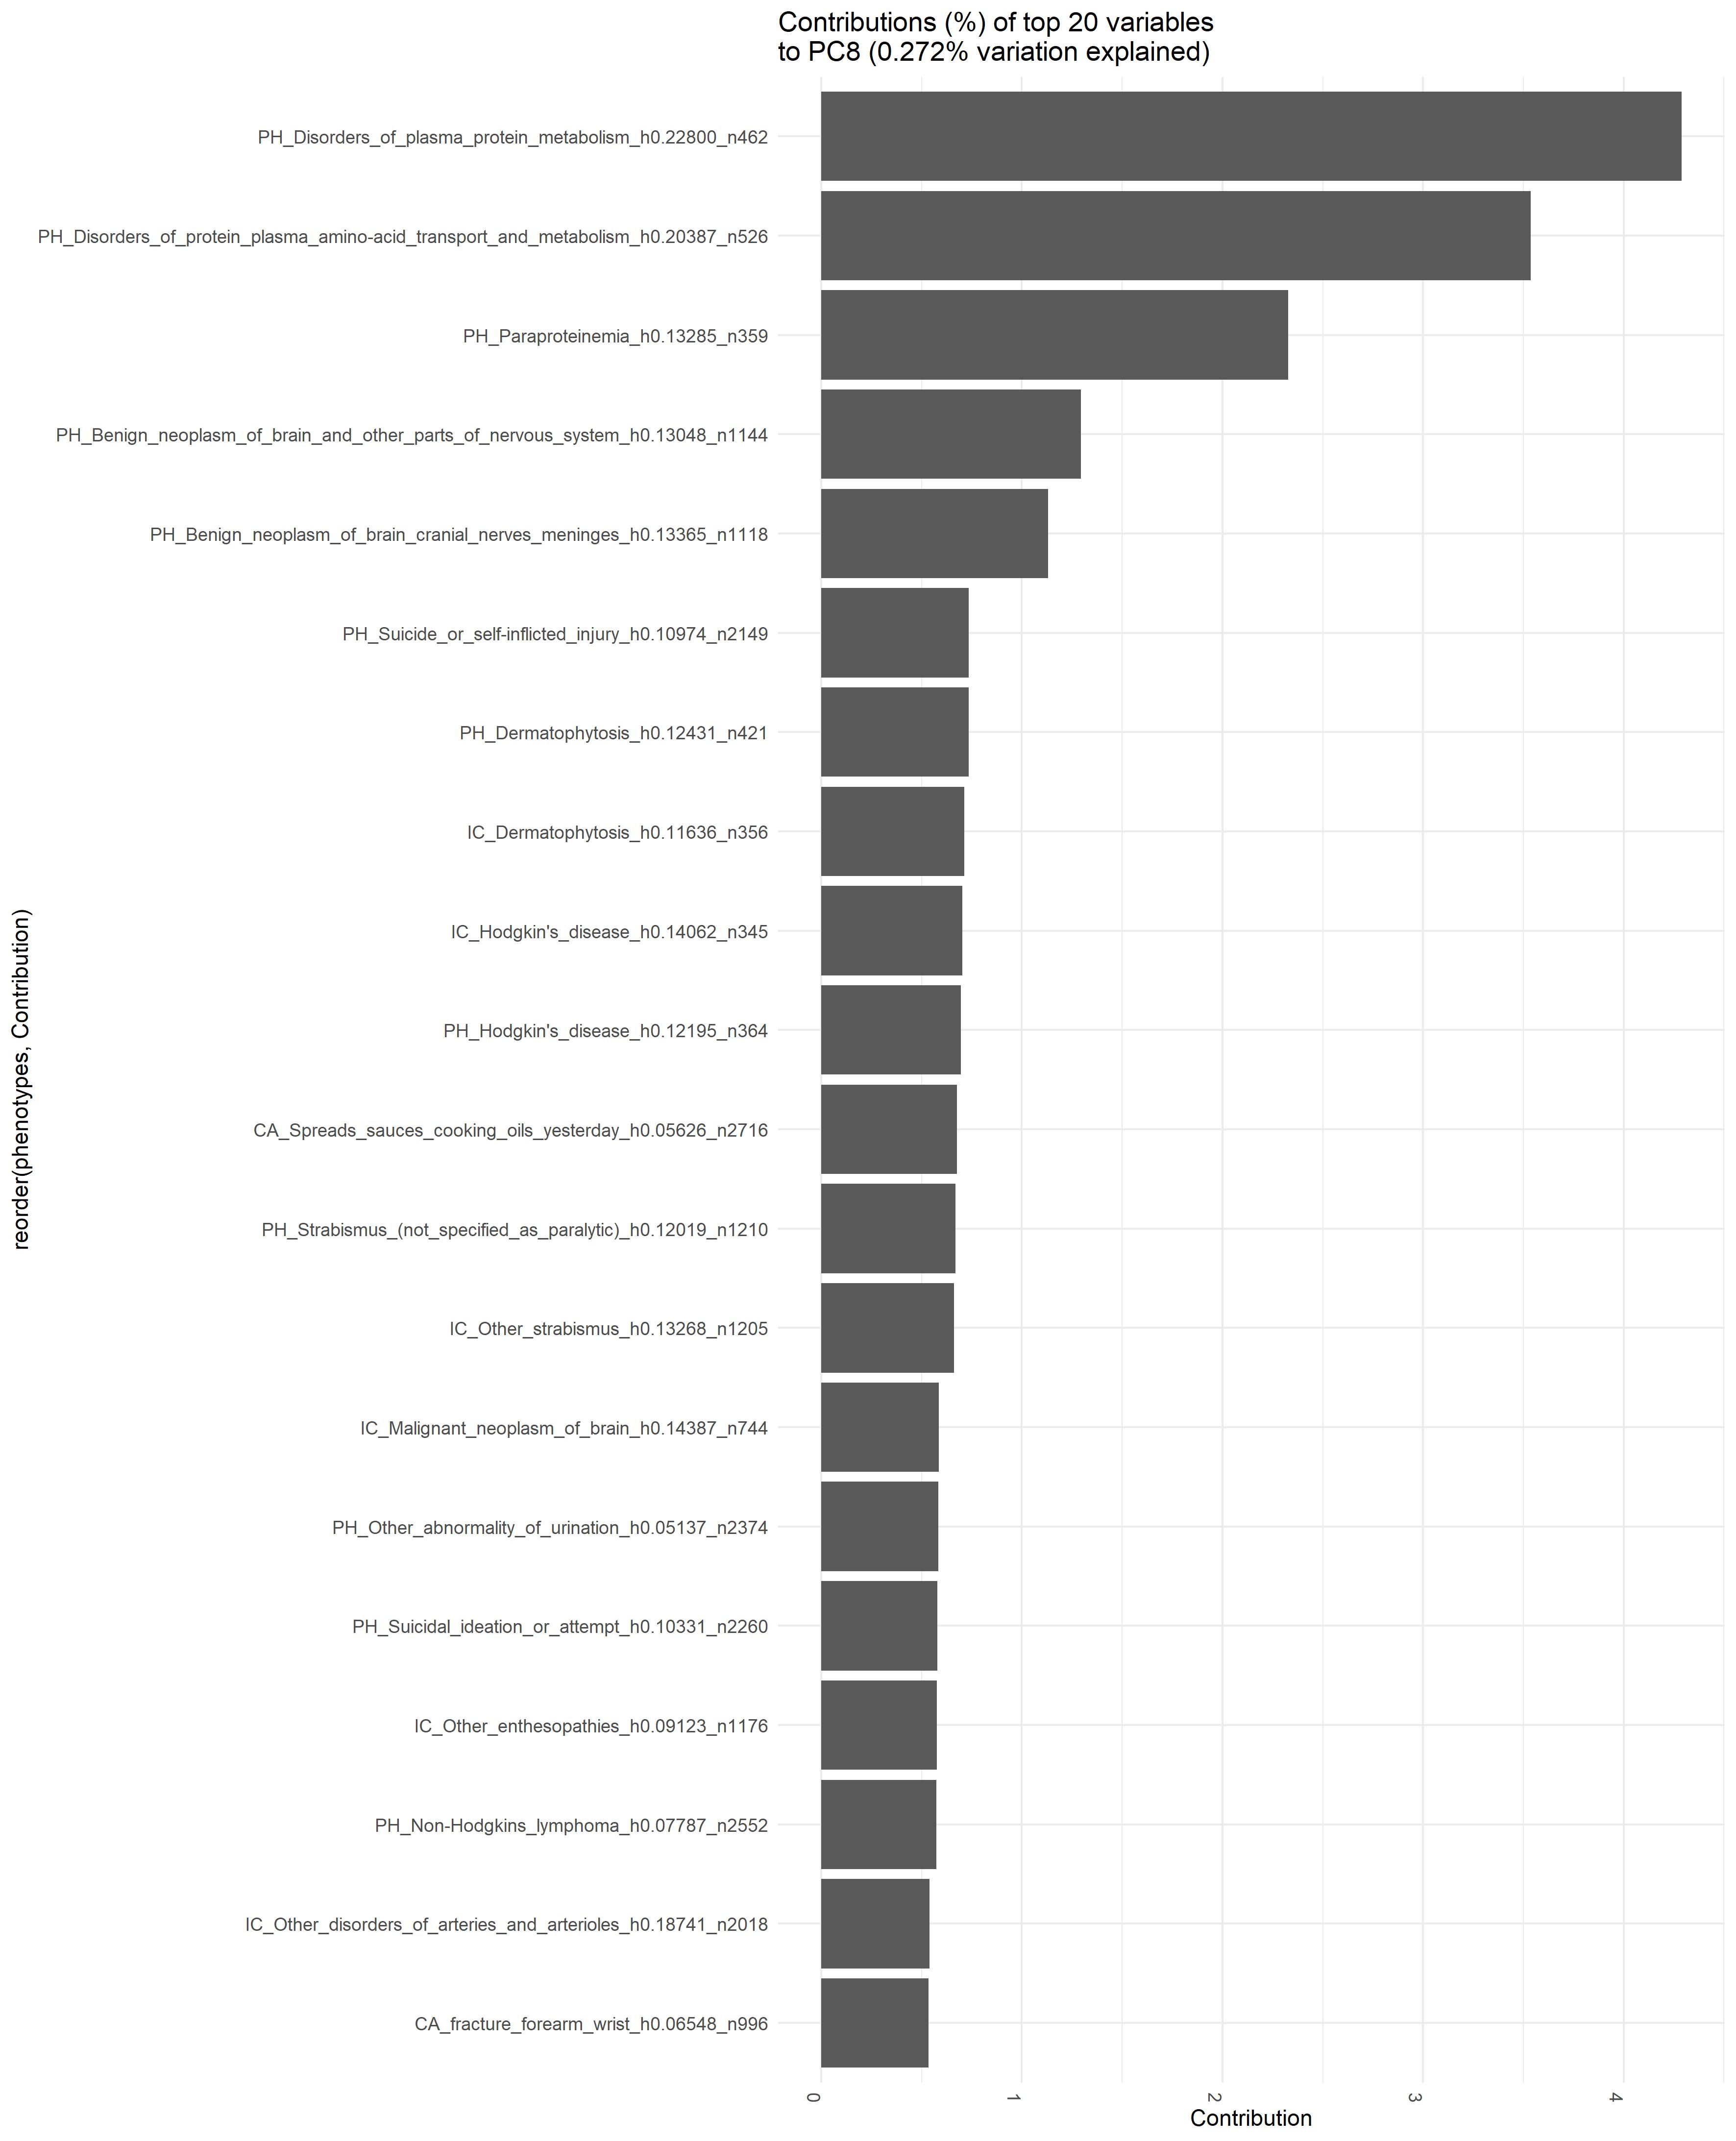 Contributions (%) of top 20 variables
to PC8 (0.272% variation explained)
PH_Disorders_of_plasma_protein_metabolism_h0.22800_n462
PH_Disorders_of_protein_plasma_amino-acid_transport_and_metabolism_h0.20387_n526
PH_Paraproteinemia_h0.13285_n359
PH_Benign_neoplasm_of_brain_and_other_parts_of_nervous_system_h0.13048_n1144
PH_Benign_neoplasm_of_brain_cranial_nerves_meninges_h0.13365_n1118
PH_Suicide_or_self-inflicted_injury_h0.10974_n2149
PH_Dermatophytosis_h0.12431_n421
IC_Dermatophytosis_h0.11636_n356
IC_Hodgkin's_disease_h0.14062_n345
PH_Hodgkin's_disease_h0.12195_n364
CA_Spreads_sauces_cooking_oils_yesterday_h0.05626_n2716
PH_Strabismus_(not_specified_as_paralytic)_h0.12019_n1210
IC_Other_strabismus_h0.13268_n1205
IC_Malignant_neoplasm_of_brain_h0.14387_n744
PH_Other_abnormality_of_urination_h0.05137_n2374
PH_Suicidal_ideation_or_attempt_h0.10331_n2260
IC_Other_enthesopathies_h0.09123_n1176
PH_Non-Hodgkins_lymphoma_h0.07787_n2552
IC_Other_disorders_of_arteries_and_arterioles_h0.18741_n2018
CA_fracture_forearm_wrist_h0.06548_n996
reorder(phenotypes, Contribution)
0 1 2 3 4
Contribution